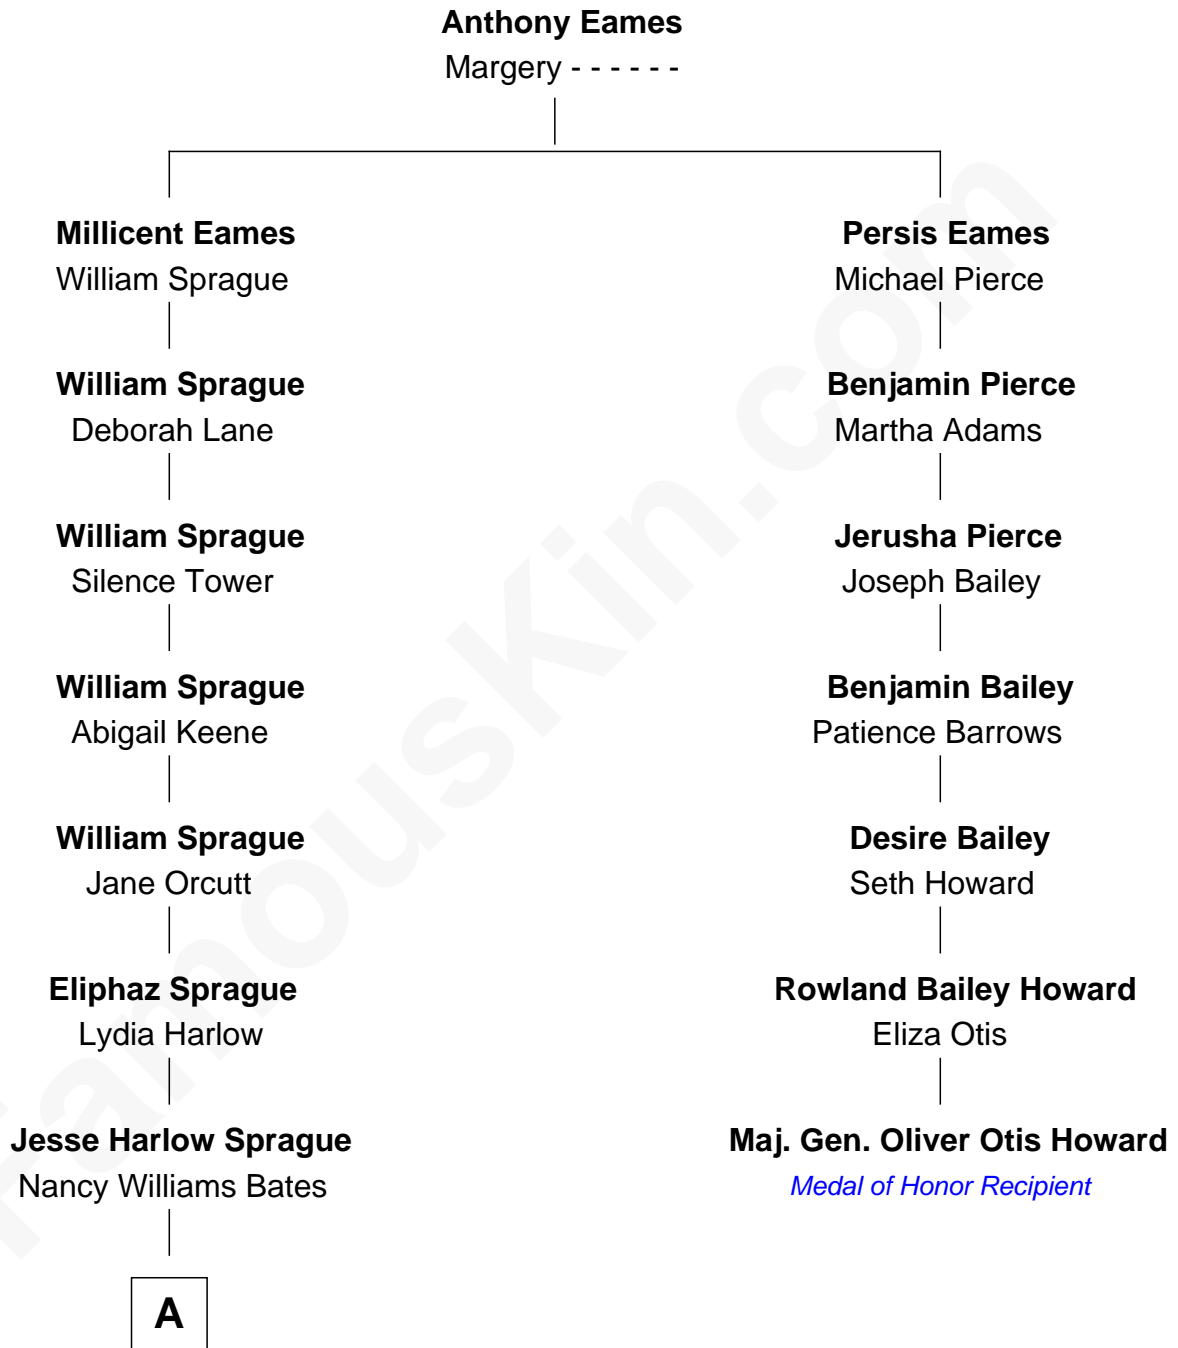 Anthony Eames
Margery - - - - - -
Millicent Eames
William Sprague
Persis Eames
Michael Pierce
William Sprague
Deborah Lane
Benjamin Pierce
Martha Adams
William Sprague
Silence Tower
Jerusha Pierce
Joseph Bailey
William Sprague
Abigail Keene
Benjamin Bailey
Patience Barrows
William Sprague
Jane Orcutt
Desire Bailey
Seth Howard
Eliphaz Sprague
Lydia Harlow
Rowland Bailey Howard
Eliza Otis
Jesse Harlow Sprague
Nancy Williams Bates
Maj. Gen. Oliver Otis Howard
Medal of Honor Recipient
A
FamousKin.com